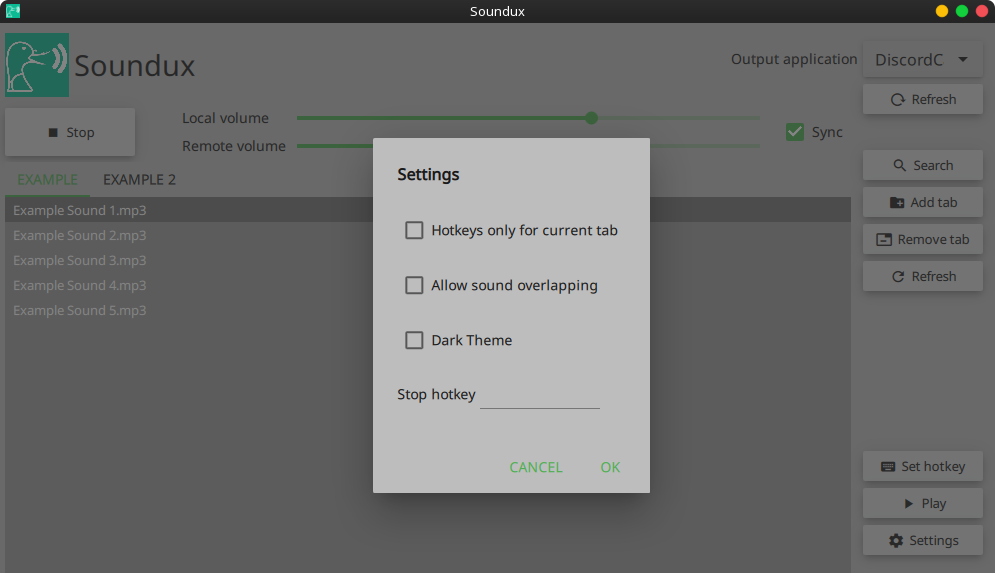 Soundux
Soundux
Output application DiscordC
Refresh
Stop
Local volume
Remote volume
Sync
Search
Add tab
Remove tab
Refresh
EXAMPLE EXAMPLE 2
Example Sound 1.mp3
Example Sound 2.mp3
Example Sound 3.mp3
Example Sound 4.mp3
Example Sound 5.mp3
Settings
Hotkeys only for current tab
Allow sound overlapping
Dark Theme
Stop hotkey
CANCEL OK
Set hotkey
Play
Settings